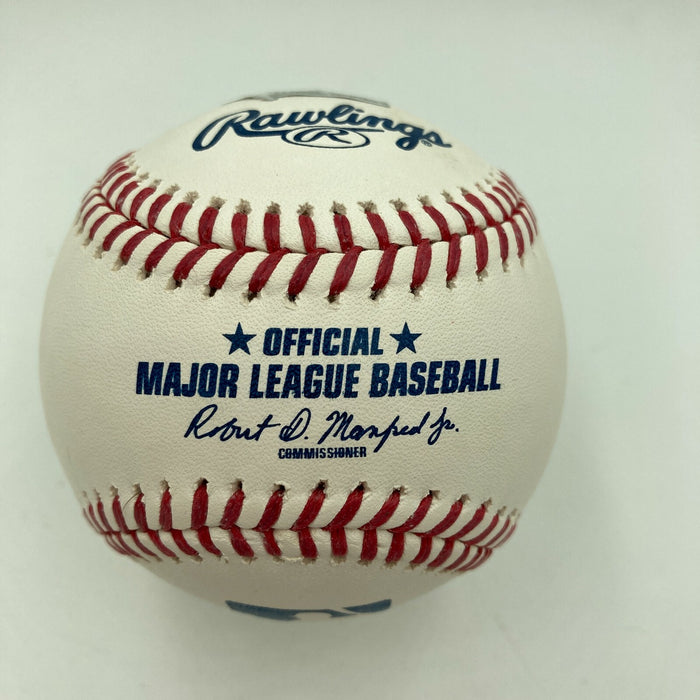 Rawlings
R ®
★ OFFICIAL ★
MAJOR LEAGUE BASEBALL
Robert D. Manfred Jr.
COMMISSIONER